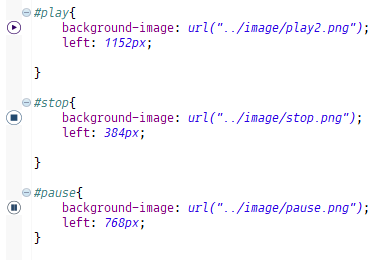 #play{
background-image: url("../image/play2.png");
left: 1152px;
}
#stop{
background-image: url("../image/stop.png");
left: 384px;
}
#pause{
background-image: url("../image/pause.png");
left: 768px;
}